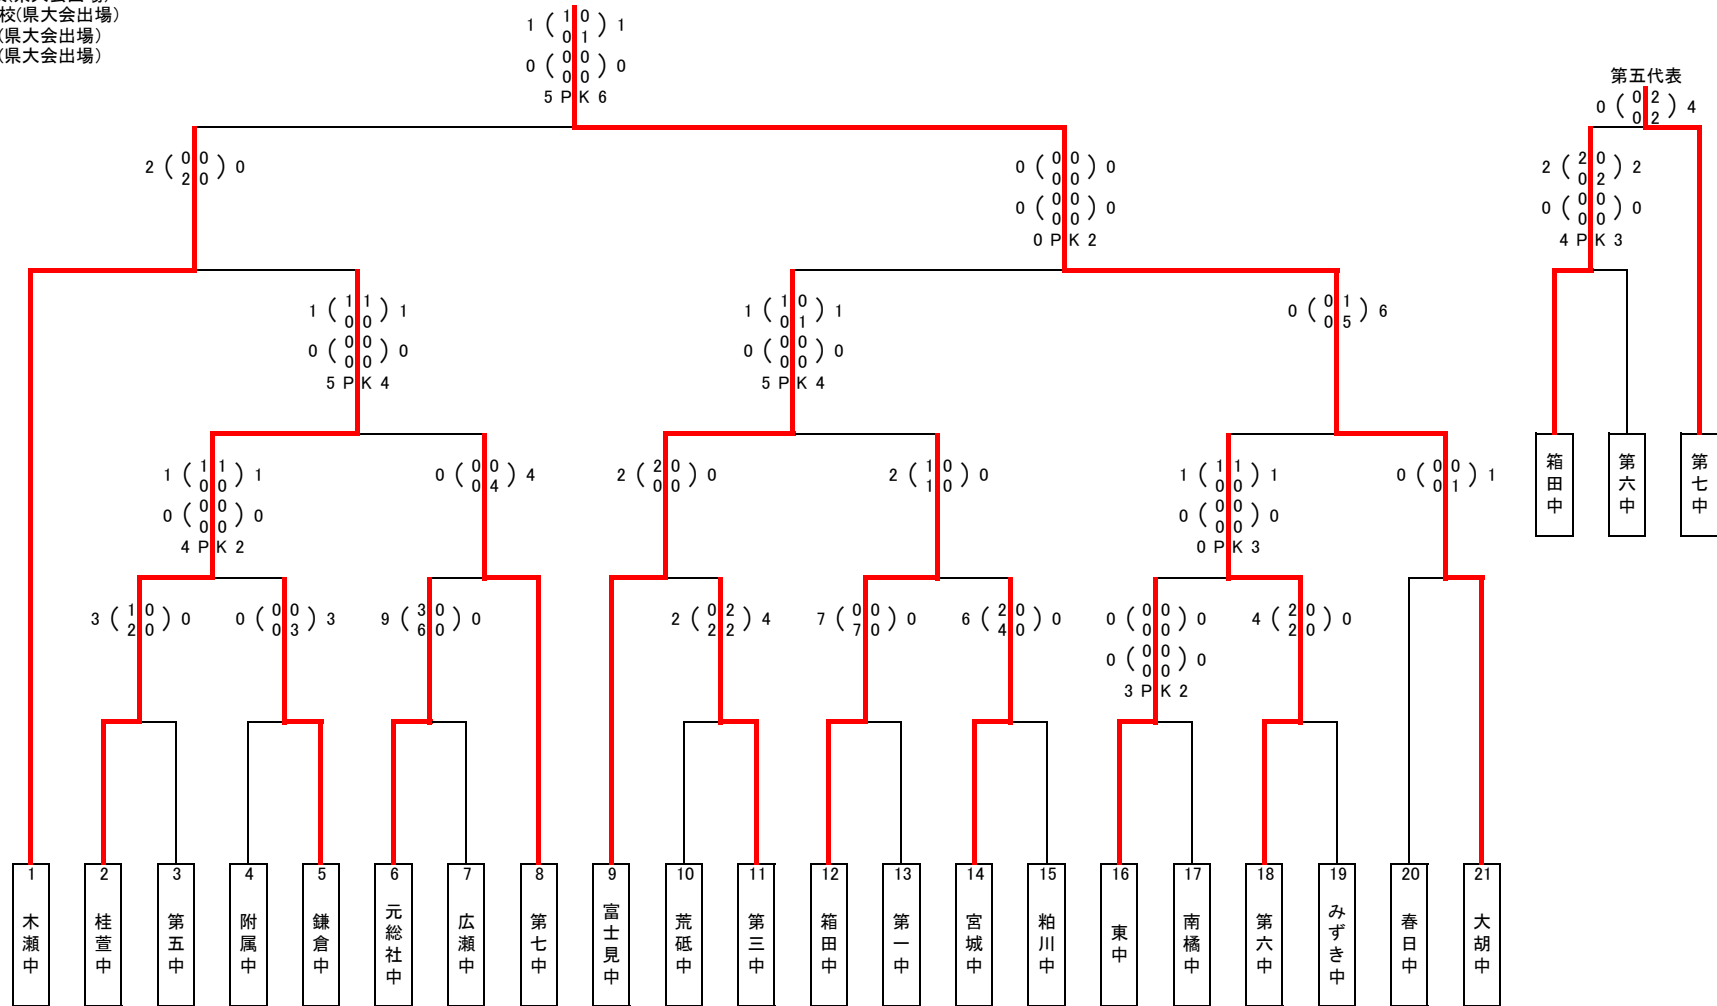 校(県大会出場)
(県大会出場)
(県大会出場)
1 ( 1 0 ) 1
0 1
0 ( 0 0 ) 0
0 0
5 P K 6
第五代表
0 ( 0 2 ) 4
0 2
2 ( 0 0 ) 0
2 0
0 ( 0 0 ) 0
0 0
0 ( 0 0 ) 0
0 0
0 P K 2
2 ( 2 0 ) 2
0 2
0 ( 0 0 ) 0
0 0
4 P K 3
1 ( 1 1 ) 1
0 0
0 ( 0 0 ) 0
0 0
5 P K 4
1 ( 1 0 ) 1
0 1
0 ( 0 0 ) 0
0 0
5 P K 4
0 ( 0 1 ) 6
0 5
1 ( 1 1 ) 1
0 0
0 ( 0 0 ) 0
0 0
4 P K 2
0 ( 0 0 ) 4
0 4
2 ( 2 0 ) 0
0 0
2 ( 1 0 ) 0
1 0
1 ( 1 1 ) 1
0 0
0 ( 0 0 ) 0
0 0
0 P K 3
0 ( 0 0 ) 1
0 1
箱田中
第六中
第七中
3 ( 1 0 ) 0
2 0
0 ( 0 0 ) 3
0 3
9 ( 3 0 ) 0
6 0
2 ( 0 2 ) 4
2 2
7 ( 0 0 ) 0
7 0
6 ( 2 0 ) 0
4 0
0 ( 0 0 ) 0
0 0
0 ( 0 0 ) 0
0 0
3 P K 2
4 ( 2 0 ) 0
2 0
1 木瀬中
2 桂萱中
3 第五中
4 附属中
5 鎌倉中
6 元総社中
7 広瀬中
8 第七中
9 富士見中
10 荒砥中
11 第三中
12 箱田中
13 第一中
14 宮城中
15 粕川中
16 東中
17 南橘中
18 第六中
19 みずき中
20 春日中
21 大胡中